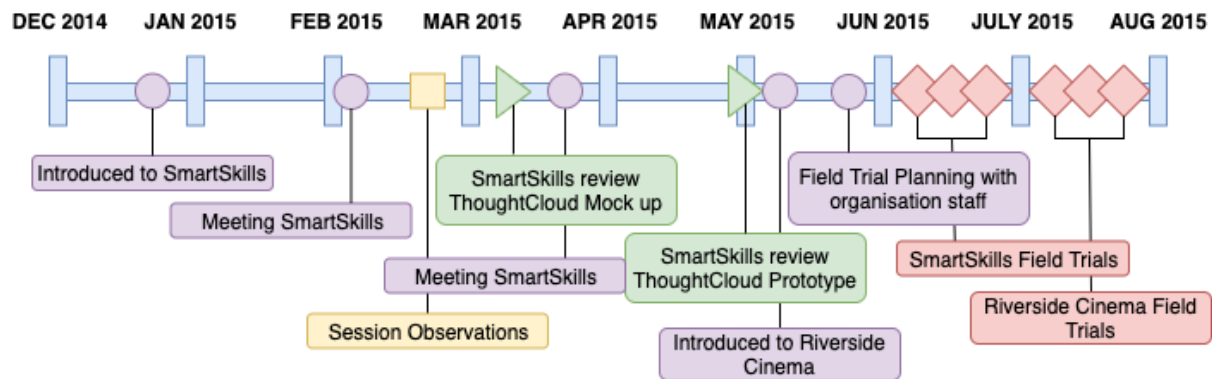 DEC 2014
JAN 2015
FEB 2015
MAR 2015
APR 2015
MAY 2015
JUN 2015
JULY 2015
AUG 2015
Introduced to SmartSkills
Meeting SmartSkills
SmartSkills review
ThoughtCloud Mock up
Meeting SmartSkills
Session Observations
SmartSkills review
ThoughtCloud Prototype
Introduced to Riverside
Cinema
Field Trial Planning with
organisation staff
SmartSkills Field Trials
Riverside Cinema Field
Trials